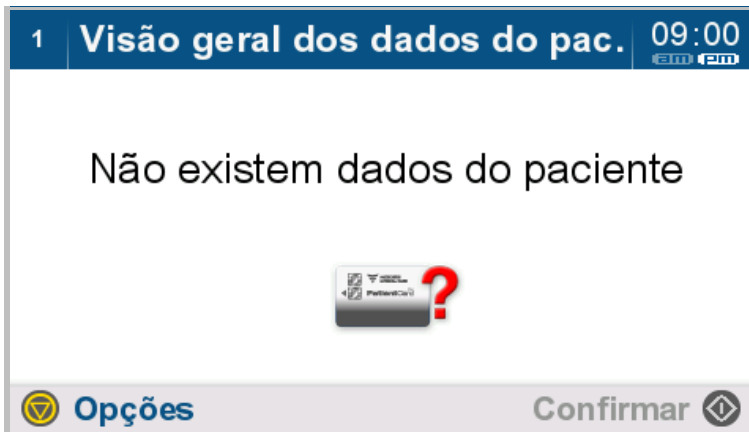 1 Visão geral dos dados do pac. 09:00
am pm
Não existem dados do paciente
PatientCard
Opções Confirmar